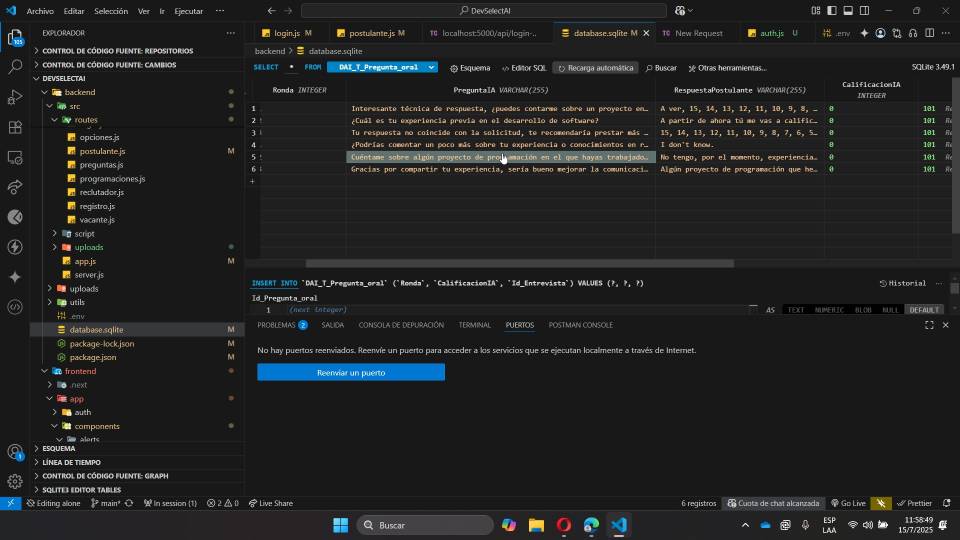 Archivo Editar Selección Ver Ir Ejecutar ··· DevSelectAI
EXPLORADOR
login.js M postulante.js M localhost:5000/api/login-.. database.sqlite M New Request auth.js U .env
CONTROL DE CÓDIGO FUENTE: REPOSITORIOS
CONTROL DE CÓDIGO FUENTE: CAMBIOS
DEVSELECTAI
backend
src
routes
opciones.js
postulante.js M
preguntas.js
programaciones.js
reclutador.js
registro.js
vacante.js
script
uploads
app.js M
server.js
uploads
utils
.env
database.sqlite M
package-lock.json M
package.json M
frontend
.next
app
auth
components
alerts
ESQUEMA
LÍNEA DE TIEMPO
CONTROL DE CÓDIGO FUENTE: GRAPH
SQLITE3 EDITOR TABLES
backend > database.sqlite
SELECT * FROM DAI_T_Pregunta_oral Esquema Editor SQL Recarga automática Buscar Otras herramientas... SQLite 3.49.1
Ronda INTEGER PreguntaIA VARCHAR(255) RespuestaPostulante VARCHAR(255) CalificacionIA INTEGER
1 Interesante técnica de respuesta, ¿puedes contarme sobre un proyecto en… A ver, 15, 14, 13, 12, 11, 10, 9, 8, … 0 101
2 ¿Cuál es tu experiencia previa en el desarrollo de software? A partir de ahora tú me vas a calific… 0 101
3 Tu respuesta no coincide con la solicitud, te recomendaría prestar más … 15, 14, 13, 12, 11, 10, 9, 8, 7, 6, 5… 0 101
4 ¿Podrías comentar un poco más sobre tu experiencia o conocimientos en r… I don't know. 0 101
5 Cuéntame sobre algún proyecto de programación en el que hayas trabajado… No tengo, por el momento, experiencia… 0 101
6 Gracias por compartir tu experiencia, sería bueno mejorar la comunicaci… Algún proyecto de programación que he… 0 101
+
INSERT INTO `DAI_T_Pregunta_oral` (`Ronda`, `CalificacionIA`, `Id_Entrevista`) VALUES (?, ?, ?) Historial ···
Id_Pregunta_oral
1 (next integer) AS TEXT NUMERIC BLOB NULL DEFAULT
PROBLEMAS 2 SALIDA CONSOLA DE DEPURACIÓN TERMINAL PUERTOS POSTMAN CONSOLE
No hay puertos reenviados. Reenvíe un puerto para acceder a los servicios que se ejecutan localmente a través de Internet.
Reenviar un puerto
Editing alone main* In session (1) 2 0 Live Share 6 registros Cuota de chat alcanzada Go Live Prettier
Buscar ESP LAA 11:58:49 15/7/2025